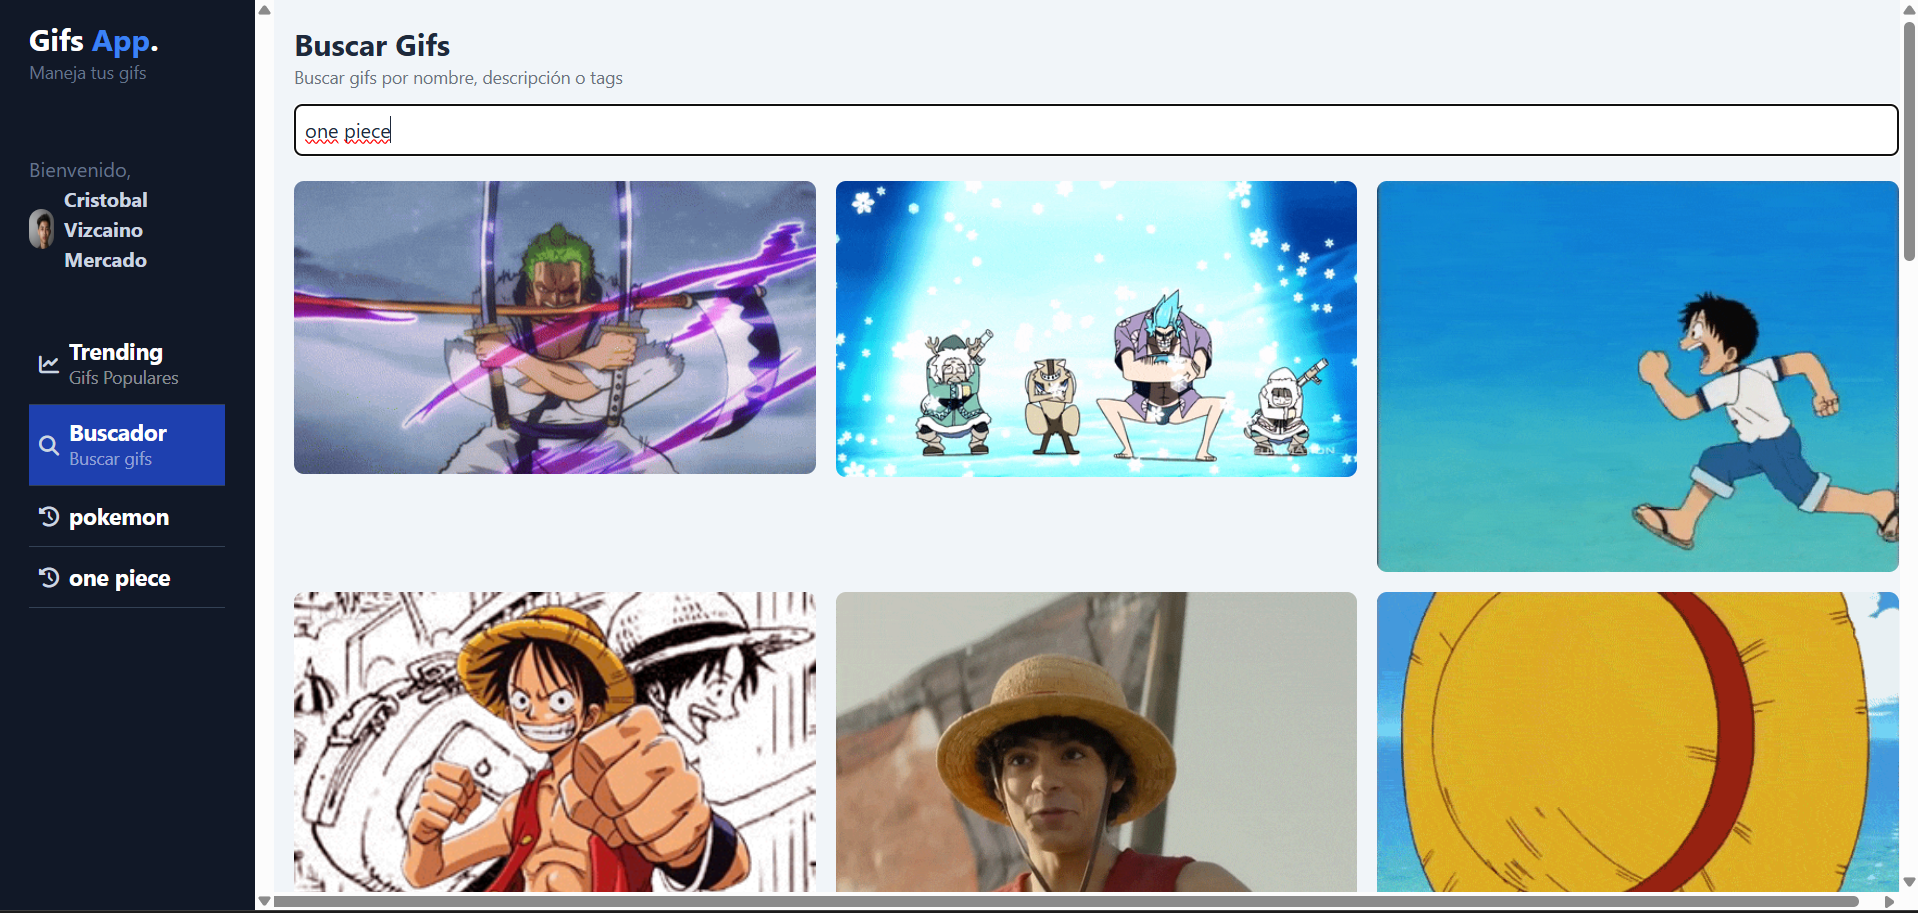 Gifs App.
Maneja tus gifs
Bienvenido,
Cristobal
Vizcaino
Mercado
Trending
Gifs Populares
Buscador
Buscar gifs
pokemon
one piece
Buscar Gifs
Buscar gifs por nombre, descripción o tags
one piece